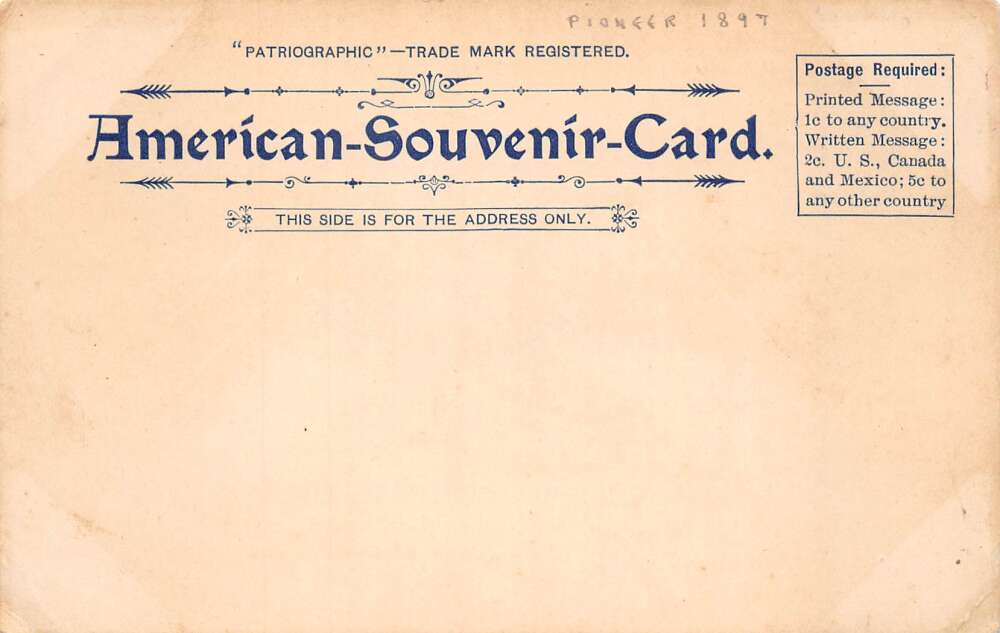 PIONEER 1897
"PATRIOGRAPHIC"—TRADE MARK REGISTERED.
American-Souvenir-Card.
THIS SIDE IS FOR THE ADDRESS ONLY.
Postage Required:
Printed Message:
1c to any country.
Written Message:
2c. U. S., Canada
and Mexico; 5c to
any other country